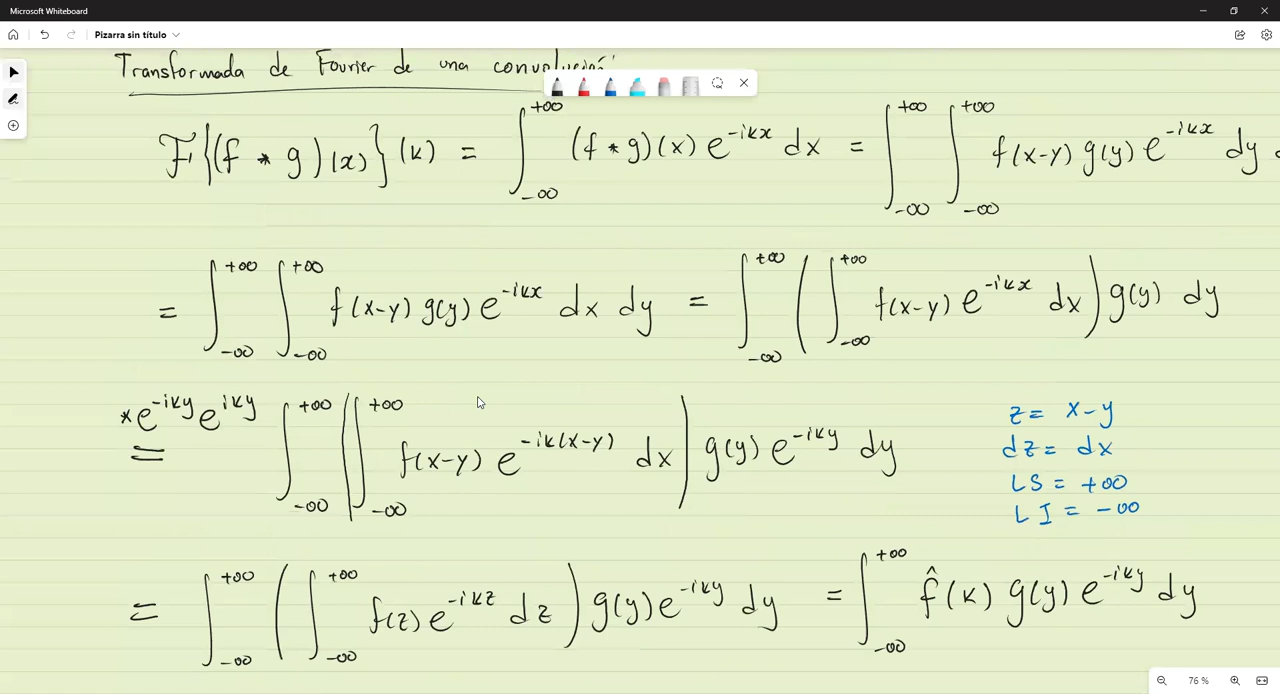 Microsoft Whiteboard
Pizarra sin título
Transformada de Fourier de una convolución
F{(f * g)(x)}(k) = ∫_{-∞}^{+∞} (f * g)(x) e^{-ikx} dx = ∫_{-∞}^{+∞} ∫_{-∞}^{+∞} f(x-y) g(y) e^{-ikx} dy
= ∫_{-∞}^{+∞} ∫_{-∞}^{+∞} f(x-y) g(y) e^{-ikx} dx dy = ∫_{-∞}^{+∞} (∫_{-∞}^{+∞} f(x-y) e^{-ikx} dx) g(y) dy
* e^{-iky} e^{iky}
= ∫_{-∞}^{+∞} (∫_{-∞}^{+∞} f(x-y) e^{-ik(x-y)} dx) g(y) e^{-iky} dy
z = x-y
dz = dx
LS = +∞
LI = -∞
= ∫_{-∞}^{+∞} (∫_{-∞}^{+∞} f(z) e^{-ikz} dz) g(y) e^{-iky} dy = ∫_{-∞}^{+∞} f̂(k) g(y) e^{-iky} dy
76 %